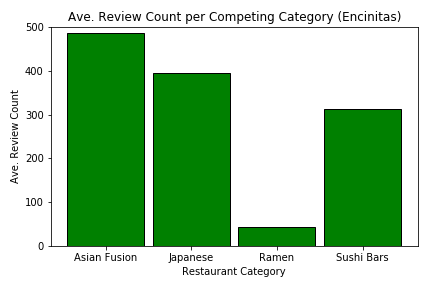 Ave. Review Count per Competing Category (Encinitas)
Ave. Review Count
500
400
300
200
100
0
Asian Fusion Japanese Ramen Sushi Bars
Restaurant Category